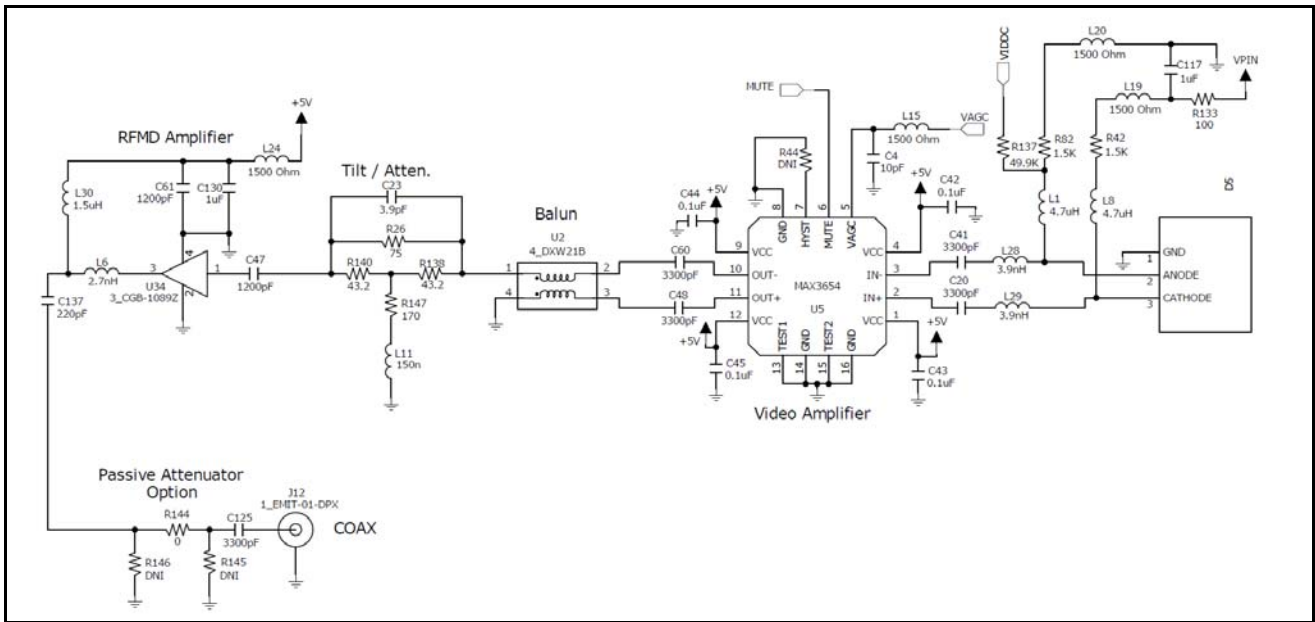 RFMD Amplifier
+5V
L24
1500 Ohm
L30
1.5uH
C61
1200pF
C130
1uF
4
3
1
2
U34
3_CGB-1089Z
L6
2.7nH
C137
220pF
C47
1200pF
Tilt / Atten.
C23
3.9pF
R26
75
R140
43.2
R138
43.2
R147
170
L11
150n
Balun
U2
4_DXW21B
1
2
4
3
C60
3300pF
C48
3300pF
MUTE
R44
DNI
C44
0.1uF
+5V
L15
1500 Ohm
VAGC
C4
10pF
+5V
C42
0.1uF
8
7
6
5
GND
HYST
MUTE
VAGC
9
VCC
10
OUT-
11
OUT+
12
VCC
VCC
4
IN-
3
IN+
2
VCC
1
MAX3654
U5
TEST1
GND
TEST2
GND
13
14
15
16
+5V
C45
0.1uF
+5V
C43
0.1uF
Video Amplifier
VIDDC
L20
1500 Ohm
C117
1uF
VPIN
L19
1500 Ohm
R133
100
R137
49.9K
R82
1.5K
R42
1.5K
L1
4.7uH
L8
4.7uH
C41
3300pF
L28
3.9nH
C20
3300pF
L29
3.9nH
D5
GND
1
ANODE
2
CATHODE
3
Passive Attenuator
Option
R144
0
C125
3300pF
J12
1_EMIT-01-DPX
COAX
R146
DNI
R145
DNI